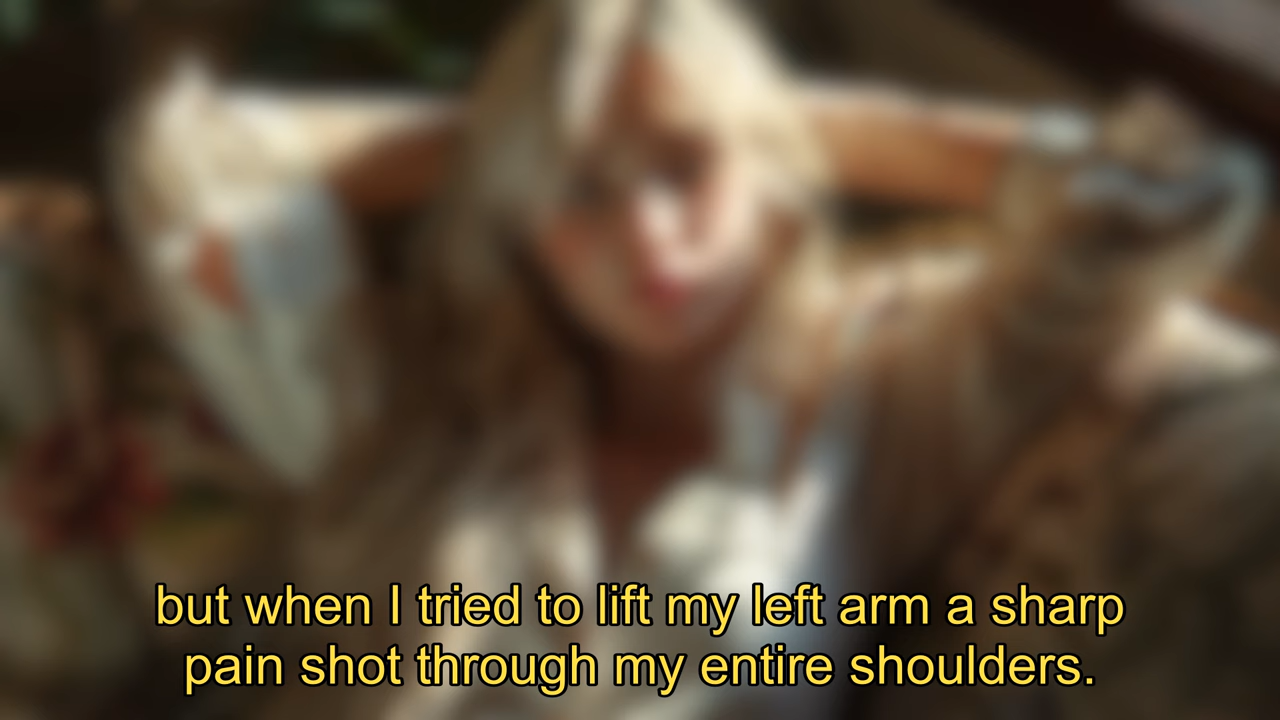 but when I tried to lift my left arm a sharp
pain shot through my entire shoulders.